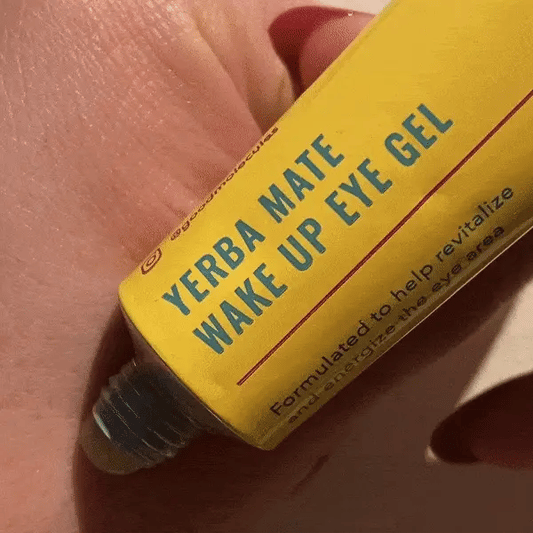 @goodmolecules
YERBA MATE
WAKE UP EYE GEL
Formulated to help revitalize
and energize the eye area